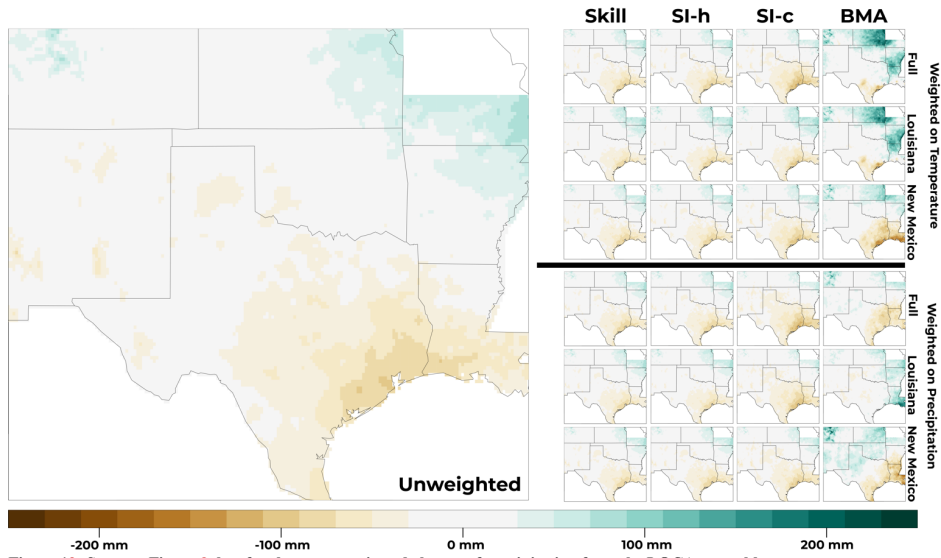 Skill SI-h SI-c BMA
Full
Louisiana
New Mexico
Weighted on Temperature
Full
Louisiana
New Mexico
Weighted on Precipitation
Unweighted
-200 mm -100 mm 0 mm 100 mm 200 mm